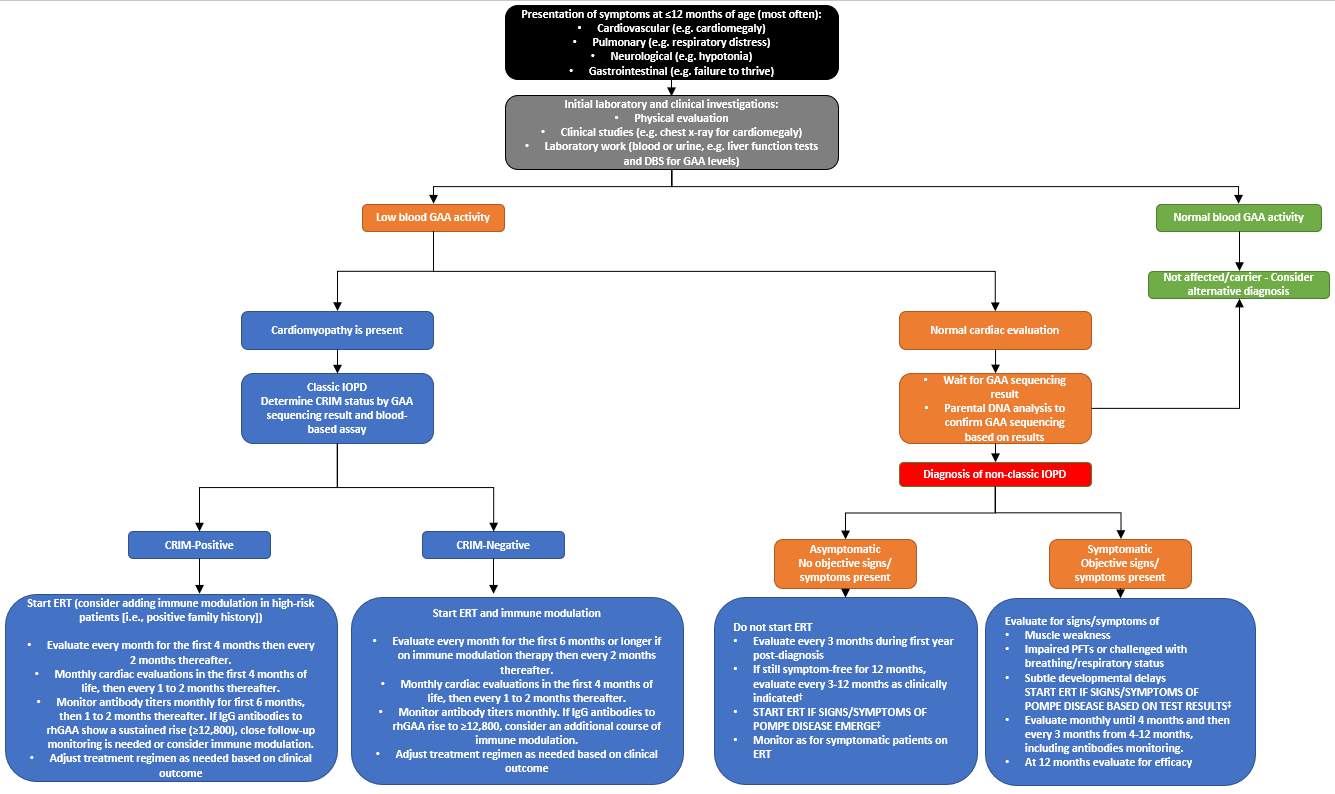 Presentation of symptoms at ≤12 months of age (most often):
• Cardiovascular (e.g. cardiomegaly)
• Pulmonary (e.g. respiratory distress)
• Neurological (e.g. hypotonia)
• Gastrointestinal (e.g. failure to thrive)
Initial laboratory and clinical investigations:
• Physical evaluation
• Clinical studies (e.g. chest x-ray for cardiomegaly)
• Laboratory work (blood or urine, e.g. liver function tests
and DBS for GAA levels)
Low blood GAA activity
Normal blood GAA activity
Not affected/carrier - Consider
alternative diagnosis
Cardiomyopathy is present
Normal cardiac evaluation
Classic IOPD
Determine CRIM status by GAA
sequencing result and blood-
based assay
• Wait for GAA sequencing
result
• Parental DNA analysis to
confirm GAA sequencing
based on results
Diagnosis of non-classic IOPD
CRIM-Positive
CRIM-Negative
Asymptomatic
No objective signs/
symptoms present
Symptomatic
Objective signs/
symptoms present
Start ERT (consider adding immune modulation in high-risk
patients [i.e., positive family history])
• Evaluate every month for the first 4 months then every
2 months thereafter.
• Monthly cardiac evaluations in the first 4 months of
life, then every 1 to 2 months thereafter.
• Monitor antibody titers monthly for first 6 months,
then 1 to 2 months thereafter. If IgG antibodies to
rhGAA show a sustained rise (≥12,800), close follow-up
monitoring is needed or consider immune modulation.
• Adjust treatment regimen as needed based on clinical
outcome
Start ERT and immune modulation
• Evaluate every month for the first 6 months or longer if
on immune modulation therapy then every 2 months
thereafter.
• Monthly cardiac evaluations in the first 4 months of
life, then every 1 to 2 months thereafter.
• Monitor antibody titers monthly. If IgG antibodies to
rhGAA rise to ≥12,800, consider an additional course of
immune modulation.
• Adjust treatment regimen as needed based on clinical
outcome
Do not start ERT
• Evaluate every 3 months during first year
post-diagnosis
• If still symptom-free for 12 months,
evaluate every 3-12 months as clinically
indicated†
• START ERT IF SIGNS/SYMPTOMS OF
POMPE DISEASE EMERGE‡
• Monitor as for symptomatic patients on
ERT
Evaluate for signs/symptoms of
• Muscle weakness
• Impaired PFTs or challenged with
breathing/respiratory status
• Subtle developmental delays
START ERT IF SIGNS/SYMPTOMS OF
POMPE DISEASE BASED ON TEST RESULTS‡
• Evaluate monthly until 4 months and then
every 3 months from 4-12 months,
including antibodies monitoring.
• At 12 months evaluate for efficacy